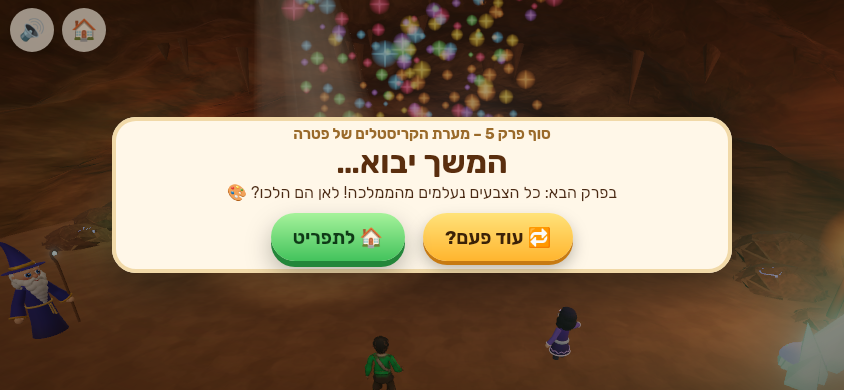 סוף פרק 5 – מערת הקריסטלים של פטרה
המשך יבוא...
בפרק הבא: כל הצבעים נעלמים מהממלכה! לאן הם הלכו? 🎨
🔁 עוד פעם?
🏠 לתפריט